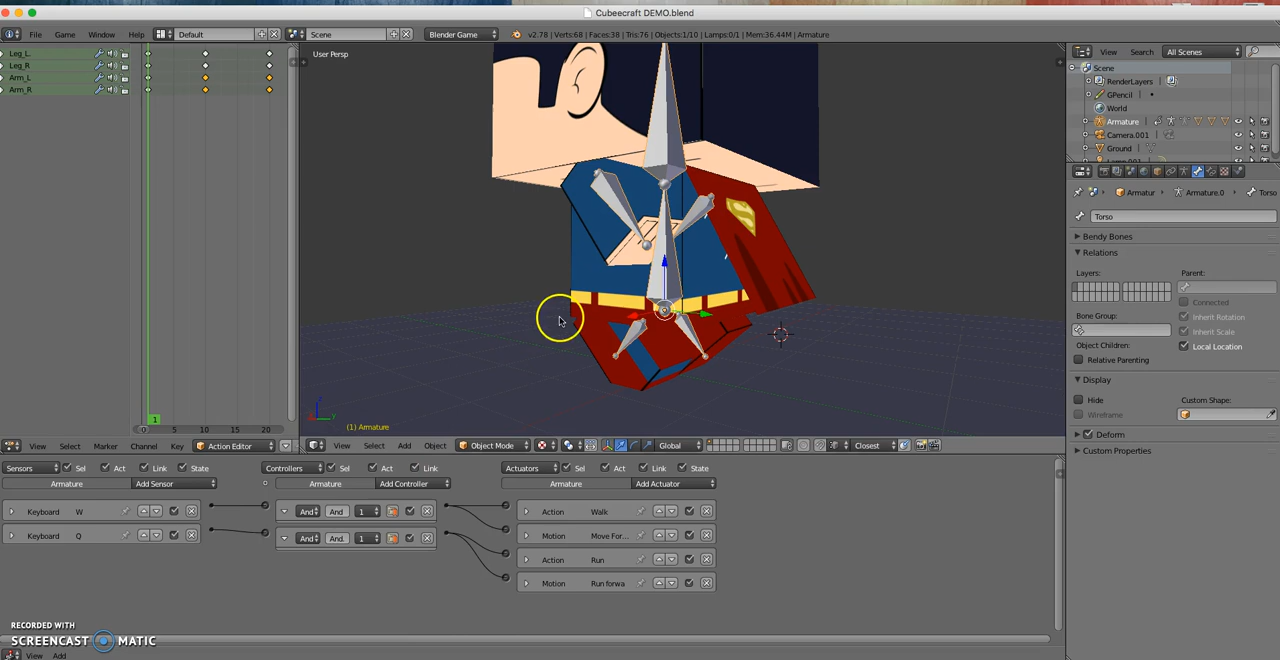 Cubeecraft DEMO.blend
File Game Window Help Default Scene Blender Game v2.78 | Verts:68 | Faces:38 | Tris:76 | Objects:1/10 | Lamps:0/1 | Mem:36.44M | Armature
Leg_L
Leg_R
Arm_L
Arm_R
User Persp
View Search All Scenes
Scene
RenderLayers
GPencil
World
Armature
Camera.001
Ground
Armatur Armature.0 Torso
Torso
Bendy Bones
Relations
Layers: Parent:
Connected
Bone Group: Inherit Rotation
Inherit Scale
Object Children: Local Location
Relative Parenting
Display
Hide Custom Shape:
Wireframe
Deform
Custom Properties
1
0 5 10 15 20
(1) Armature
View Select Marker Channel Key Action Editor View Select Add Object Object Mode Global Closest
Sensors Sel Act Link State Controllers Sel Act Link Actuators Sel Act Link State
Armature Add Sensor Armature Add Controller Armature Add Actuator
Keyboard W And And 1 Action Walk
Keyboard Q And And. 1 Motion Move For...
Action Run
Motion Run forwa
RECORDED WITH
SCREENCAST MATIC
View Add